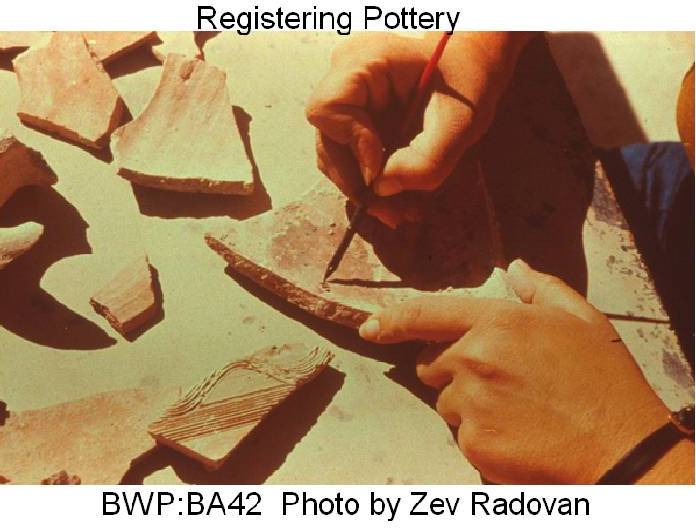 Registering Pottery
BWP:BA42 Photo by Zev Radovan